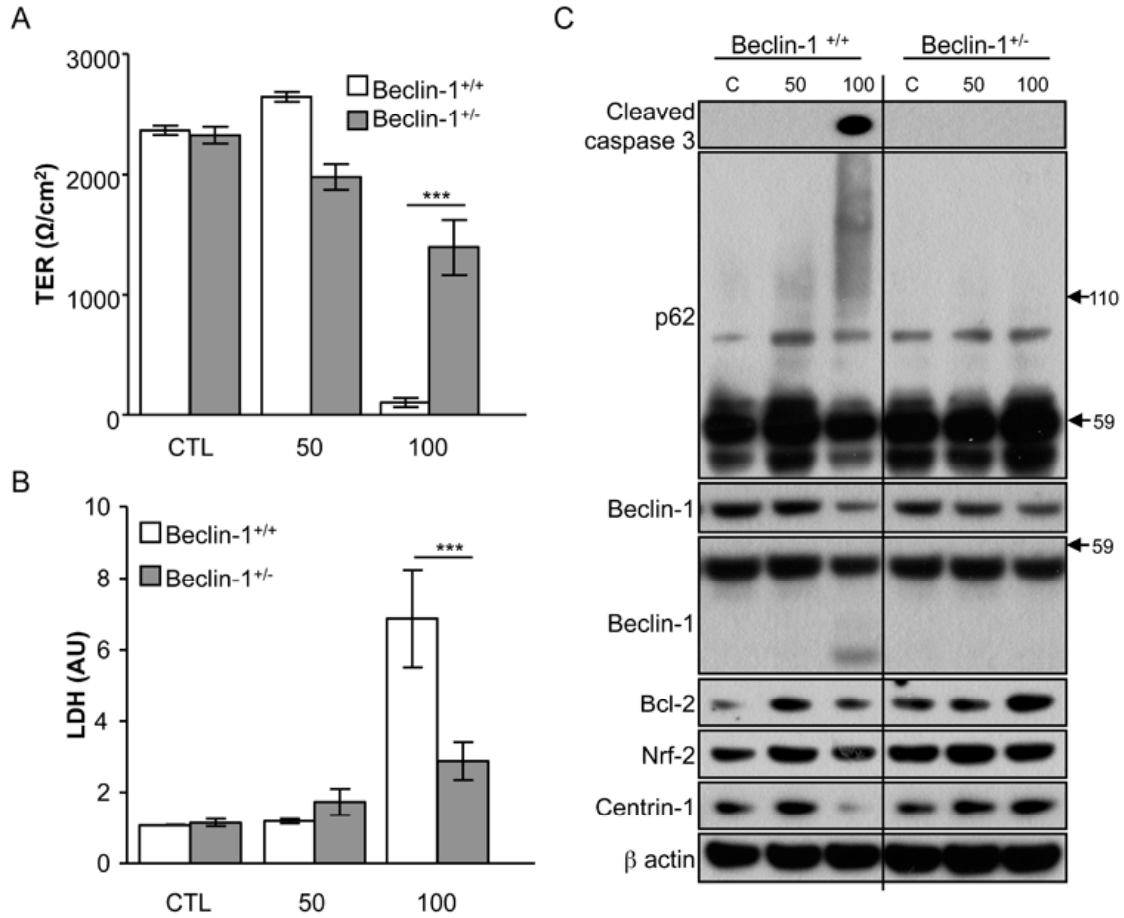 A
TER (Ω/cm²)
3000
2000
1000
0
Beclin-1+/+
Beclin-1+/-
***
CTL
50
100
B
LDH (AU)
10
8
6
4
2
0
Beclin-1+/+
Beclin-1+/-
***
CTL
50
100
C
Beclin-1 +/+
Beclin-1+/-
C 50 100 C 50 100
Cleaved
caspase 3
p62
110
59
Beclin-1
59
Beclin-1
Bcl-2
Nrf-2
Centrin-1
β actin